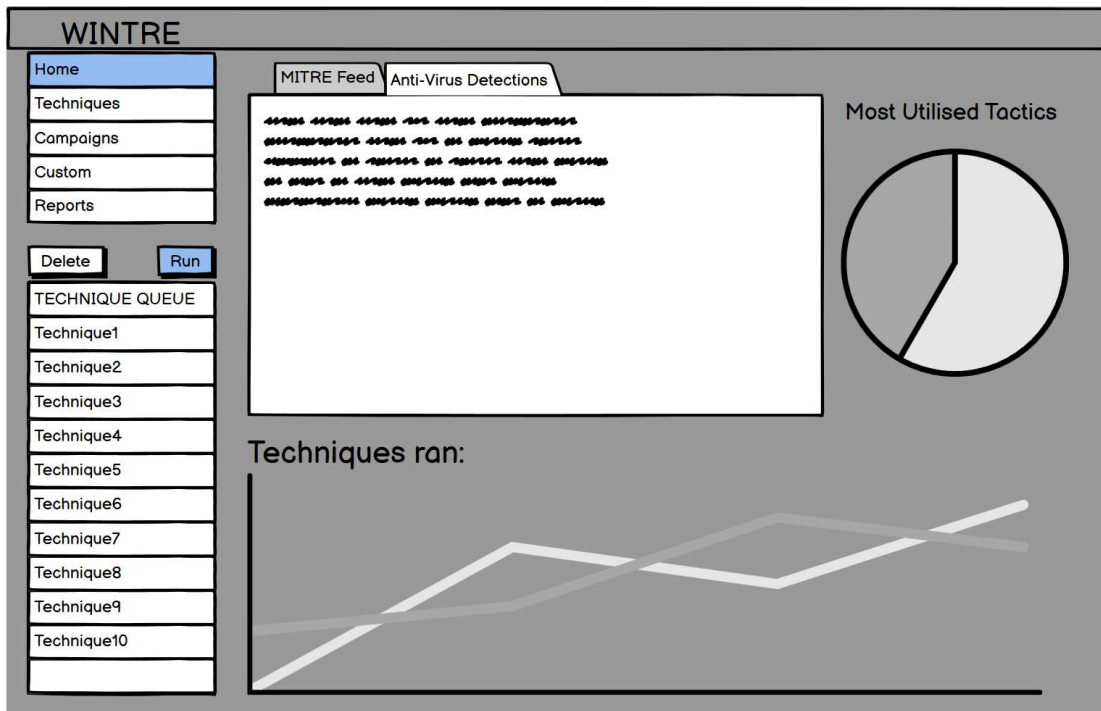 WINTRE
Home
Techniques
Campaigns
Custom
Reports
Delete
Run
TECHNIQUE QUEUE
Technique1
Technique2
Technique3
Technique4
Technique5
Technique6
Technique7
Technique8
Technique9
Technique10
MITRE Feed
Anti-Virus Detections
Most Utilised Tactics
Techniques ran: